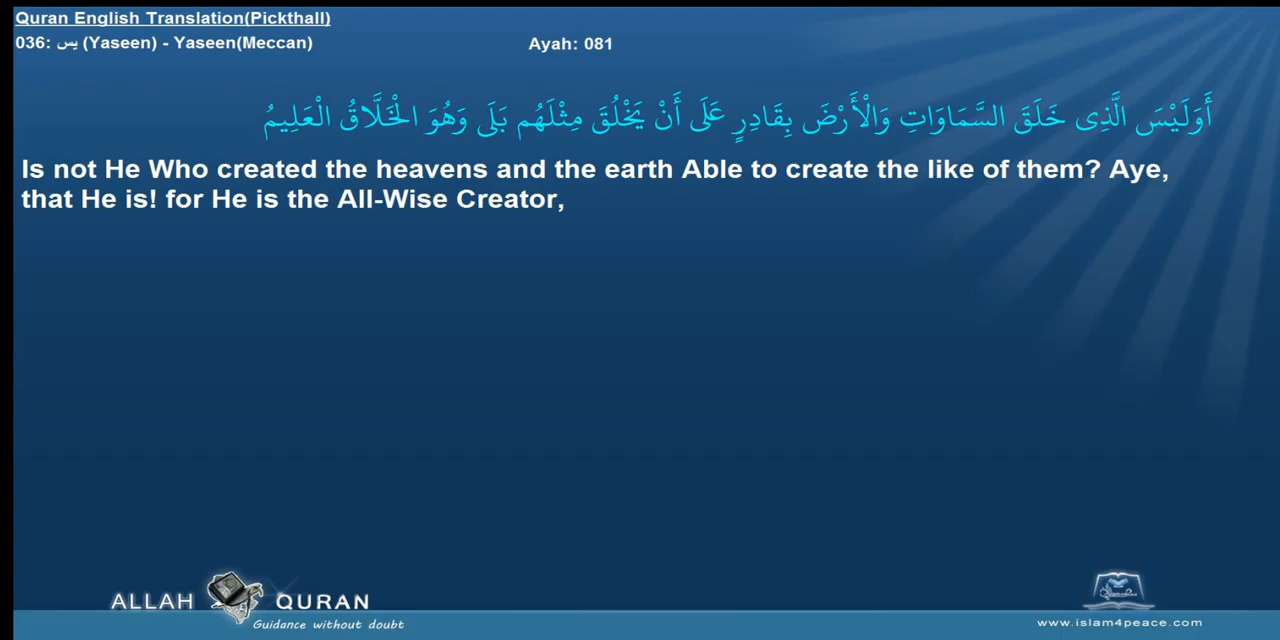 Quran English Translation(Pickthall)
036: يس (Yaseen) - Yaseen(Meccan) Ayah: 081
أَوَلَيْسَ الَّذِى خَلَقَ السَّمَاوَاتِ وَالْأَرْضَ بِقَادِرٍ عَلَى أَنْ يَخْلُقَ مِثْلَهُم بَلَى وَهُوَ الْخَلَّاقُ الْعَلِيمُ
Is not He Who created the heavens and the earth Able to create the like of them? Aye,
that He is! for He is the All-Wise Creator,
ALLAH QURAN
Guidance without doubt
www.islam4peace.com